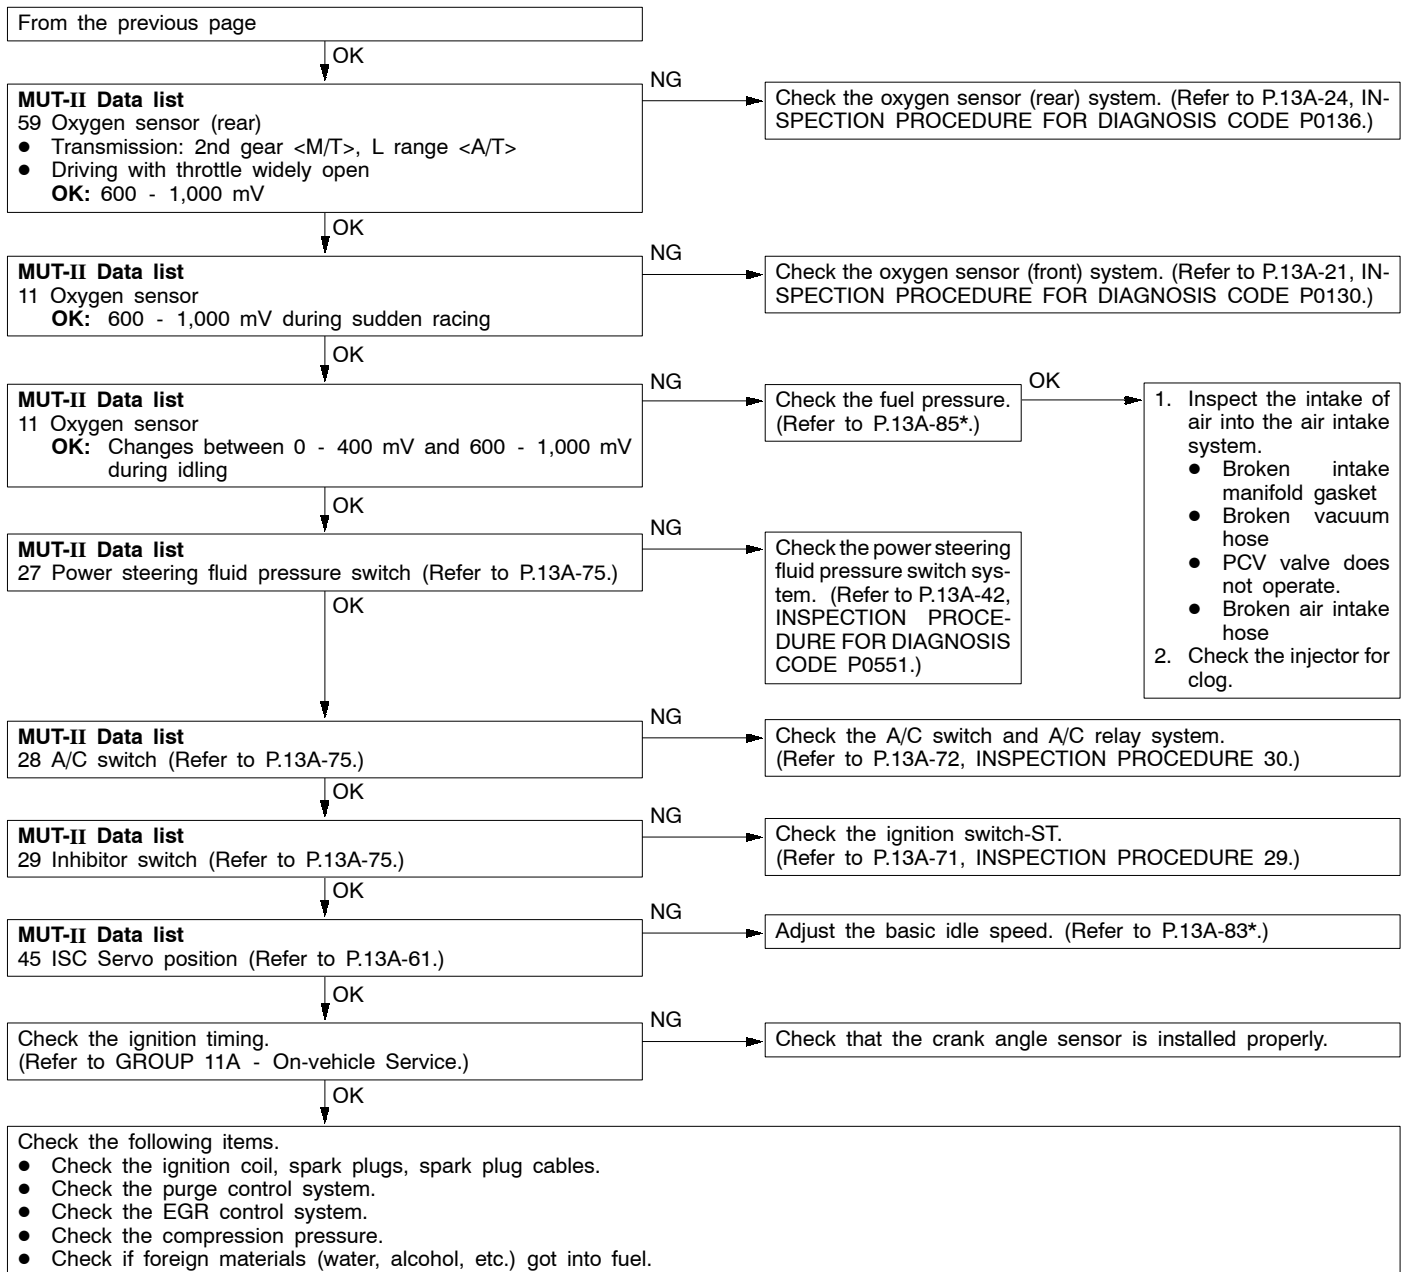 From the previous page
OK
MUT-II Data list
59 Oxygen sensor (rear)
● Transmission: 2nd gear <M/T>, L range <A/T>
● Driving with throttle widely open
OK: 600 - 1,000 mV
NG
Check the oxygen sensor (rear) system. (Refer to P.13A-24, IN-
SPECTION PROCEDURE FOR DIAGNOSIS CODE P0136.)
OK
MUT-II Data list
11 Oxygen sensor
OK: 600 - 1,000 mV during sudden racing
NG
Check the oxygen sensor (front) system. (Refer to P.13A-21, IN-
SPECTION PROCEDURE FOR DIAGNOSIS CODE P0130.)
OK
MUT-II Data list
11 Oxygen sensor
OK: Changes between 0 - 400 mV and 600 - 1,000 mV
during idling
NG
Check the fuel pressure.
(Refer to P.13A-85*.)
OK
1. Inspect the intake of
air into the air intake
system.
● Broken intake
manifold gasket
● Broken vacuum
hose
● PCV valve does
not operate.
● Broken air intake
hose
2. Check the injector for
clog.
OK
MUT-II Data list
27 Power steering fluid pressure switch (Refer to P.13A-75.)
NG
Check the power steering
fluid pressure switch sys-
tem. (Refer to P.13A-42,
INSPECTION PROCE-
DURE FOR DIAGNOSIS
CODE P0551.)
OK
MUT-II Data list
28 A/C switch (Refer to P.13A-75.)
NG
Check the A/C switch and A/C relay system.
(Refer to P.13A-72, INSPECTION PROCEDURE 30.)
OK
MUT-II Data list
29 Inhibitor switch (Refer to P.13A-75.)
NG
Check the ignition switch-ST.
(Refer to P.13A-71, INSPECTION PROCEDURE 29.)
OK
MUT-II Data list
45 ISC Servo position (Refer to P.13A-61.)
NG
Adjust the basic idle speed. (Refer to P.13A-83*.)
OK
Check the ignition timing.
(Refer to GROUP 11A - On-vehicle Service.)
NG
Check that the crank angle sensor is installed properly.
OK
Check the following items.
● Check the ignition coil, spark plugs, spark plug cables.
● Check the purge control system.
● Check the EGR control system.
● Check the compression pressure.
● Check if foreign materials (water, alcohol, etc.) got into fuel.